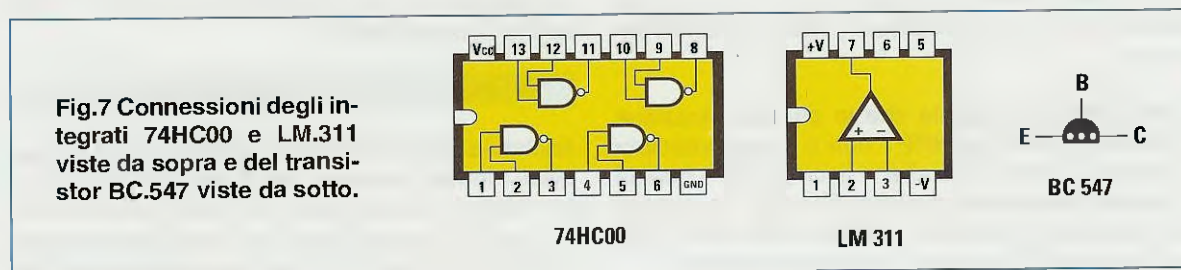 Fig.7 Connessioni degli in-
tegrati 74HC00 e LM.311
viste da sopra e del transi-
stor BC.547 viste da sotto.
Vcc 13 12 11 10 9 8
1 2 3 4 5 6 GND
74HC00
+V 7 6 5
+ −
1 2 3 -V
LM 311
B
E C
BC 547